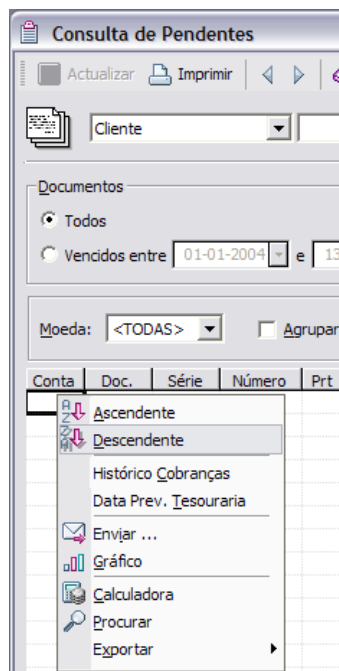 Consulta de Pendentes
Actualizar Imprimir
Cliente
Documentos
Todos
Vencidos entre 01-01-2004 e 13
Moeda: <TODAS> Agrupar
Conta Doc. Série Número Prt
Ascendente
Descendente
Histórico Cobranças
Data Prev. Tesouraria
Enviar ...
Gráfico
Calculadora
Procurar
Exportar